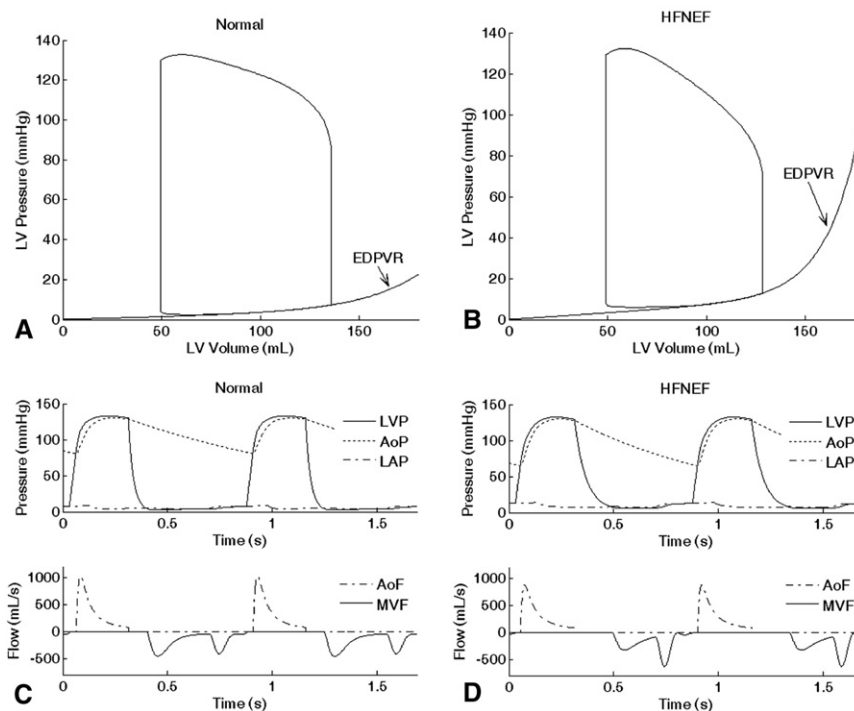 Normal
140
120
100
80
60
40
20
0
LV Pressure (mmHg)
EDPVR
0 50 100 150
LV Volume (mL)
A
HFNEF
140
120
100
80
60
40
20
0
LV Pressure (mmHg)
EDPVR
0 50 100 150
LV Volume (mL)
B
Normal
150
100
50
0
Pressure (mmHg)
LVP
AoP
LAP
0 0.5 1 1.5
Time (s)
1000
500
0
-500
Flow (mL/s)
AoF
MVF
0 0.5 1 1.5
Time (s)
C
HFNEF
150
100
50
0
Pressure (mmHg)
LVP
AoP
LAP
0 0.5 1 1.5
Time (s)
1000
500
0
-500
Flow (mL/s)
AoF
MVF
0 0.5 1 1.5
Time (s)
D